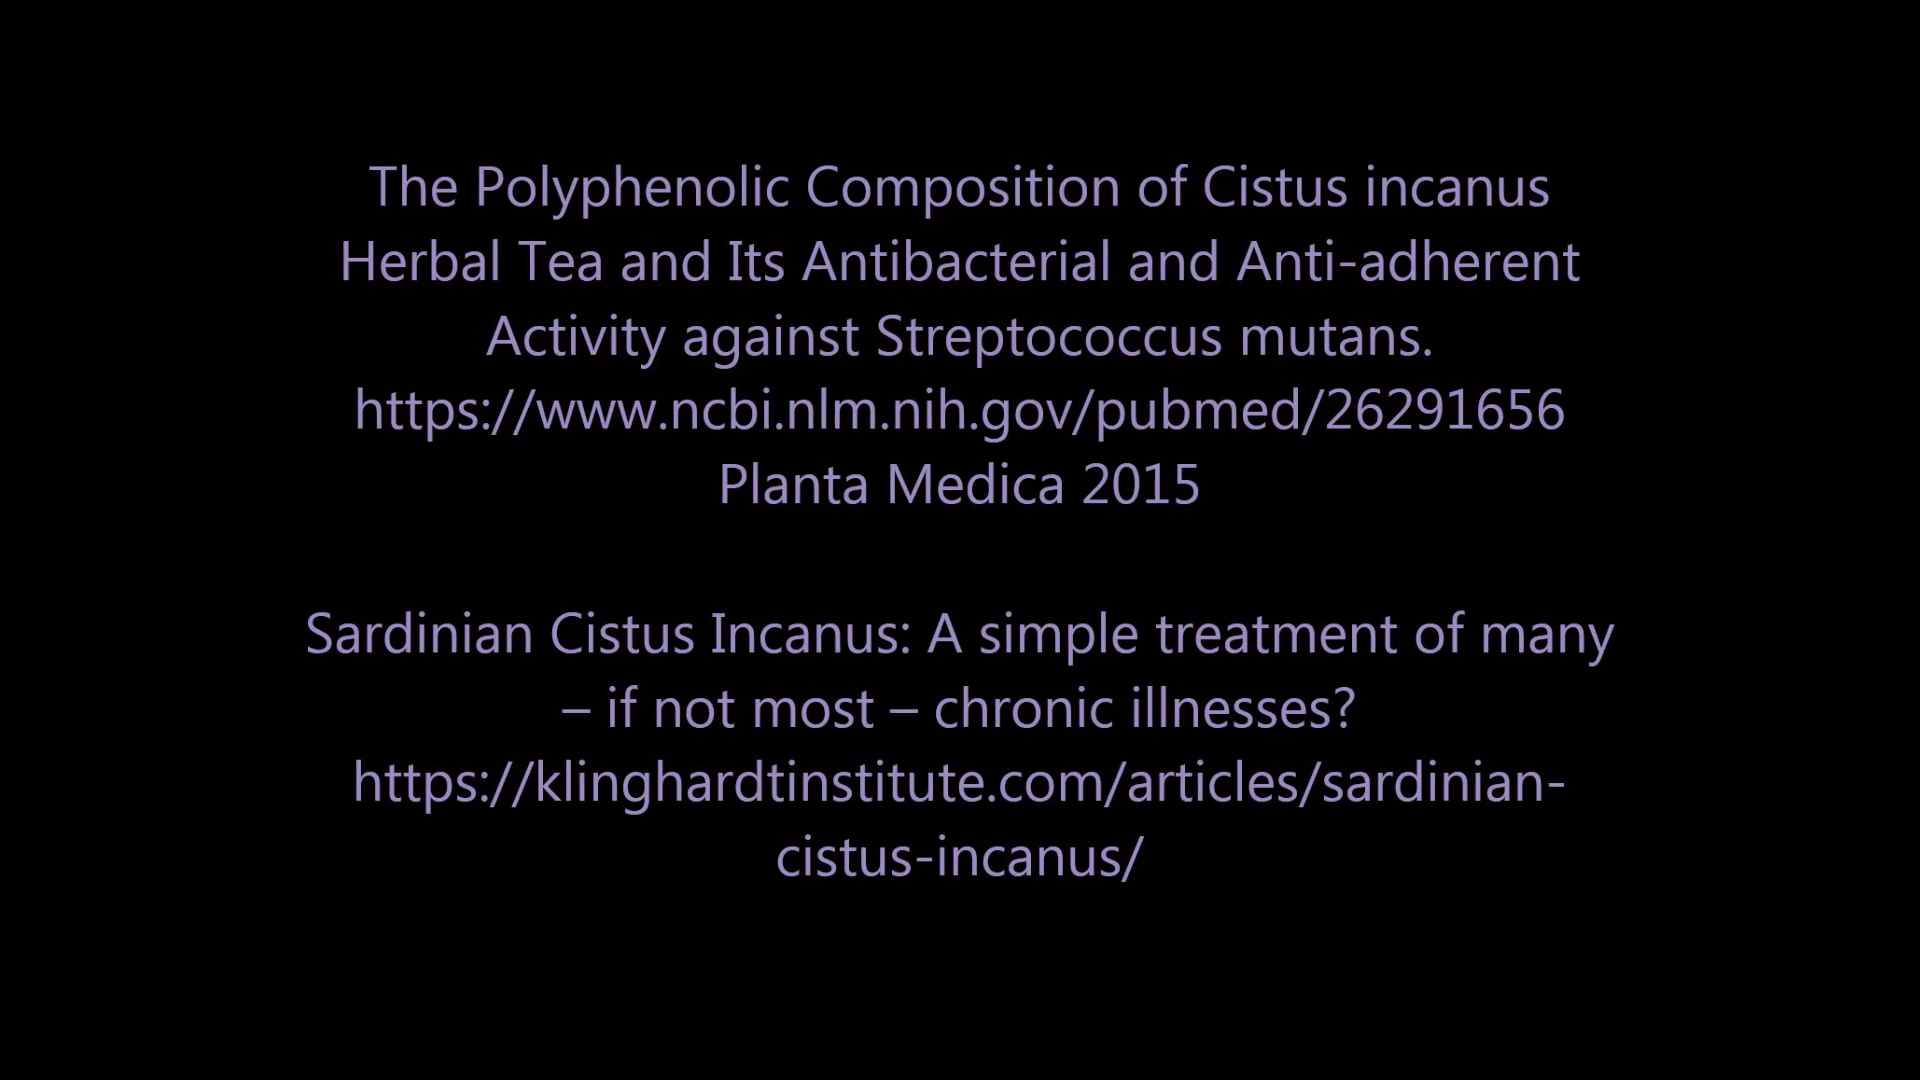 The Polyphenolic Composition of Cistus incanus
Herbal Tea and Its Antibacterial and Anti-adherent
Activity against Streptococcus mutans.
https://www.ncbi.nlm.nih.gov/pubmed/26291656
Planta Medica 2015
Sardinian Cistus Incanus: A simple treatment of many
– if not most – chronic illnesses?
https://klinghardtinstitute.com/articles/sardinian-
cistus-incanus/